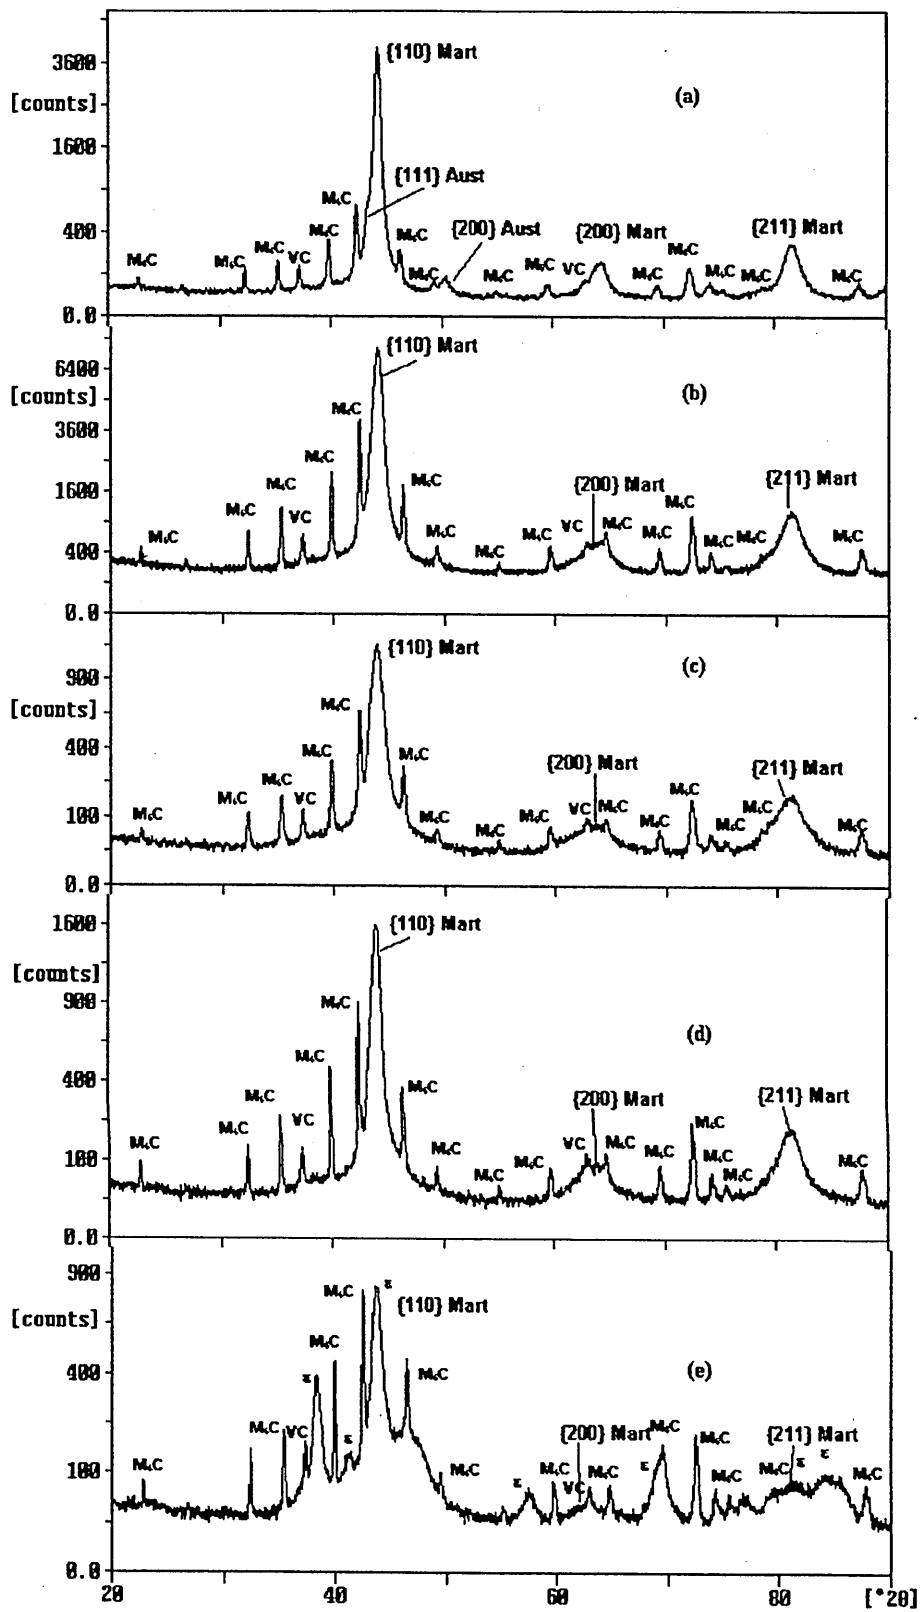 {110} Mart
3600
(a)
[counts]
1600
{111} Aust
M₆C
{200} Aust
{200} Mart
{211} Mart
400
M₆C
M₆C
M₆C
VC
M₆C
M₆C
M₆C
M₆C
VC
M₆C
M₆C
M₆C
M₆C
M₆C
M₆C
M₆C
0.0
{110} Mart
6400
[counts]
(b)
M₆C
3600
M₆C
{200} Mart
{211} Mart
M₆C
M₆C
1600
M₆C
M₆C
VC
M₆C
VC
M₆C
M₆C
M₆C
M₆C
M₆C
M₆C
M₆C
M₆C
400
M₆C
0.0
{110} Mart
(c)
900
M₆C
[counts]
400
M₆C
M₆C
{200} Mart
{211} Mart
M₆C
M₆C
M₆C
VC
VC
M₆C
M₆C
100
M₆C
M₆C
M₆C
M₆C
M₆C
M₆C
M₆C
M₆C
0.0
1600
{110} Mart
[counts]
900
M₆C
(d)
M₆C
400
M₆C
M₆C
{200} Mart
{211} Mart
M₆C
VC
M₆C
M₆C
M₆C
VC
M₆C
M₆C
M₆C
100
M₆C
M₆C
M₆C
M₆C
0.0
900
M₆C
ε
{110} Mart
[counts]
M₆C
400
ε
M₆C
(e)
M₆C
VC
ε
{200} Mart
M₆C
M₆C
{211} Mart
ε
ε
ε
M₆C
100
M₆C
M₆C
ε
M₆C
VC
M₆C
M₆C
M₆C
0.0
20
40
60
80
[°2θ]